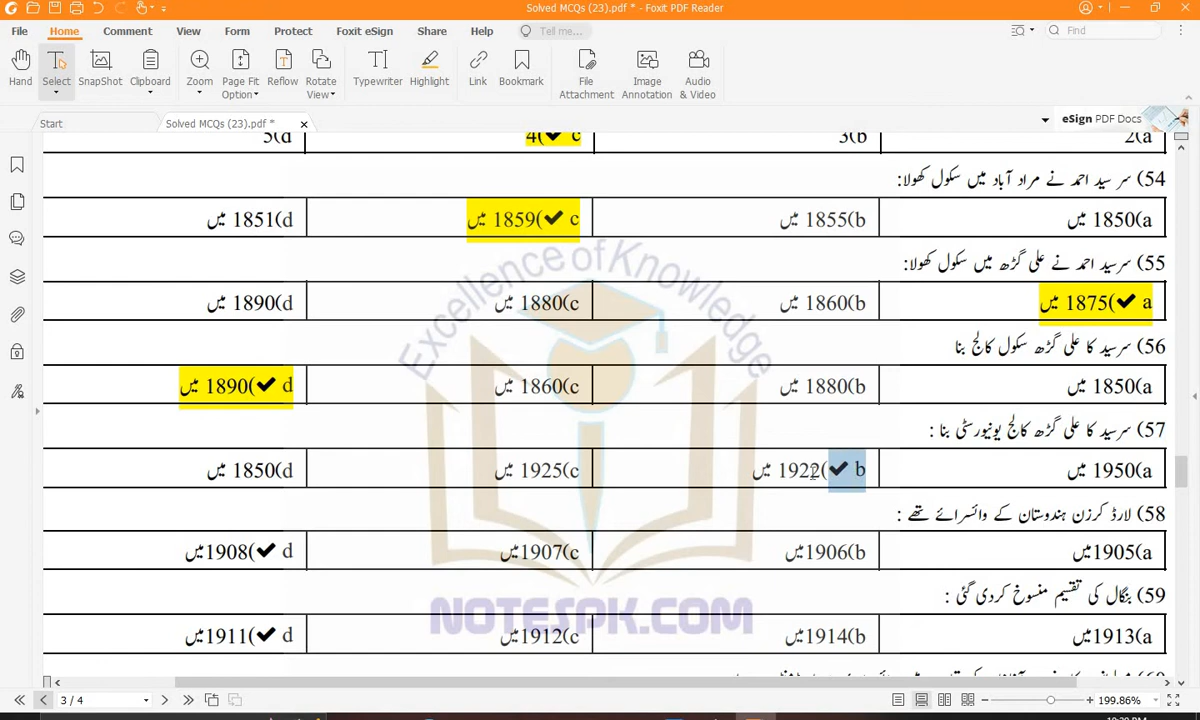 Solved MCQs (23).pdf * - Foxit PDF Reader
File Home Comment View Form Protect Foxit eSign Share Help Tell me... Find
Hand Select SnapShot Clipboard Zoom Page Fit Option Reflow Rotate View Typewriter Highlight Link Bookmark File Attachment Image Annotation Audio & Video
Start Solved MCQs (23).pdf * eSign PDF Docs
2(a 3(b 4(✔ c 5(d
54) سر سید احمد نے مراد آباد میں سکول کھولا:
1850(a میں 1855(b میں 1859(✔ c میں 1851(d میں
55) سرسید احمد نے علی گڑھ میں سکول کھولا:
1875(✔ a میں 1860(b میں 1880(c میں 1890(d میں
56) سرسید کا علی گڑھ سکول کالج بنا
1850(a میں 1880(b میں 1860(c میں 1890(✔ d میں
57) سرسید کا علی گڑھ کالج یونیورسٹی بنا :
1950(a میں 1922(✔ b میں 1925(c میں 1850(d میں
58) لارڈ کرزن ہندوستان کے وائسرائے تھے :
1905(a میں 1906(b میں 1907(c میں 1908(✔ d میں
59) بنگال کی تقسیم منسوخ کردی گئی :
1913(a میں 1914(b میں 1912(c میں 1911(✔ d میں
Excellence of Knowledge
NOTESPK.COM
3 / 4 199.86%